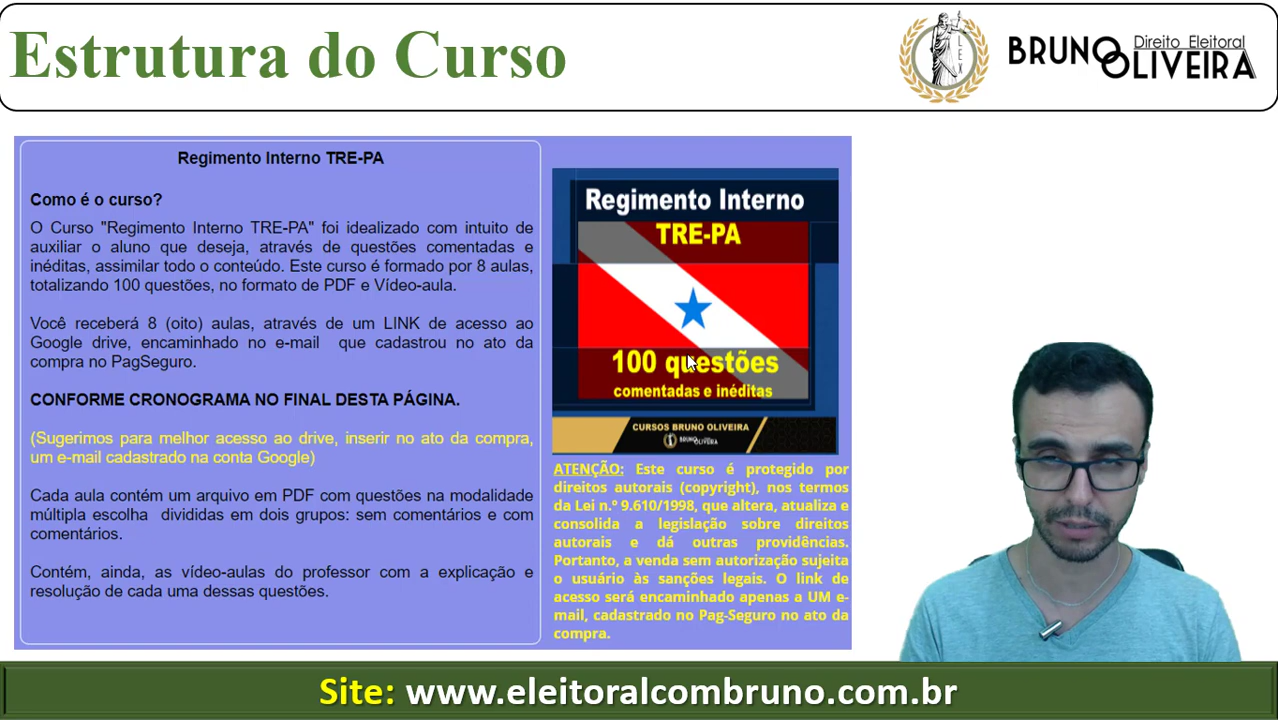 Estrutura do Curso
LEX
BRUNO OLIVEIRA
Direito Eleitoral
Regimento Interno TRE-PA
Como é o curso?
O Curso "Regimento Interno TRE-PA" foi idealizado com intuito de
auxiliar o aluno que deseja, através de questões comentadas e
inéditas, assimilar todo o conteúdo. Este curso é formado por 8 aulas,
totalizando 100 questões, no formato de PDF e Vídeo-aula.
Você receberá 8 (oito) aulas, através de um LINK de acesso ao
Google drive, encaminhado no e-mail que cadastrou no ato da
compra no PagSeguro.
CONFORME CRONOGRAMA NO FINAL DESTA PÁGINA.
(Sugerimos para melhor acesso ao drive, inserir no ato da compra,
um e-mail cadastrado na conta Google)
Cada aula contém um arquivo em PDF com questões na modalidade
múltipla escolha divididas em dois grupos: sem comentários e com
comentários.
Contém, ainda, as vídeo-aulas do professor com a explicação e
resolução de cada uma dessas questões.
Regimento Interno
TRE-PA
100 questões
comentadas e inéditas
CURSOS BRUNO OLIVEIRA
BRUNO OLIVEIRA
ATENÇÃO: Este curso é protegido por
direitos autorais (copyright), nos termos
da Lei n.º 9.610/1998, que altera, atualiza e
consolida a legislação sobre direitos
autorais e dá outras providências.
Portanto, a venda sem autorização sujeita
o usuário às sanções legais. O link de
acesso será encaminhado apenas a UM e-
mail, cadastrado no Pag-Seguro no ato da
compra.
Site: www.eleitoralcombruno.com.br